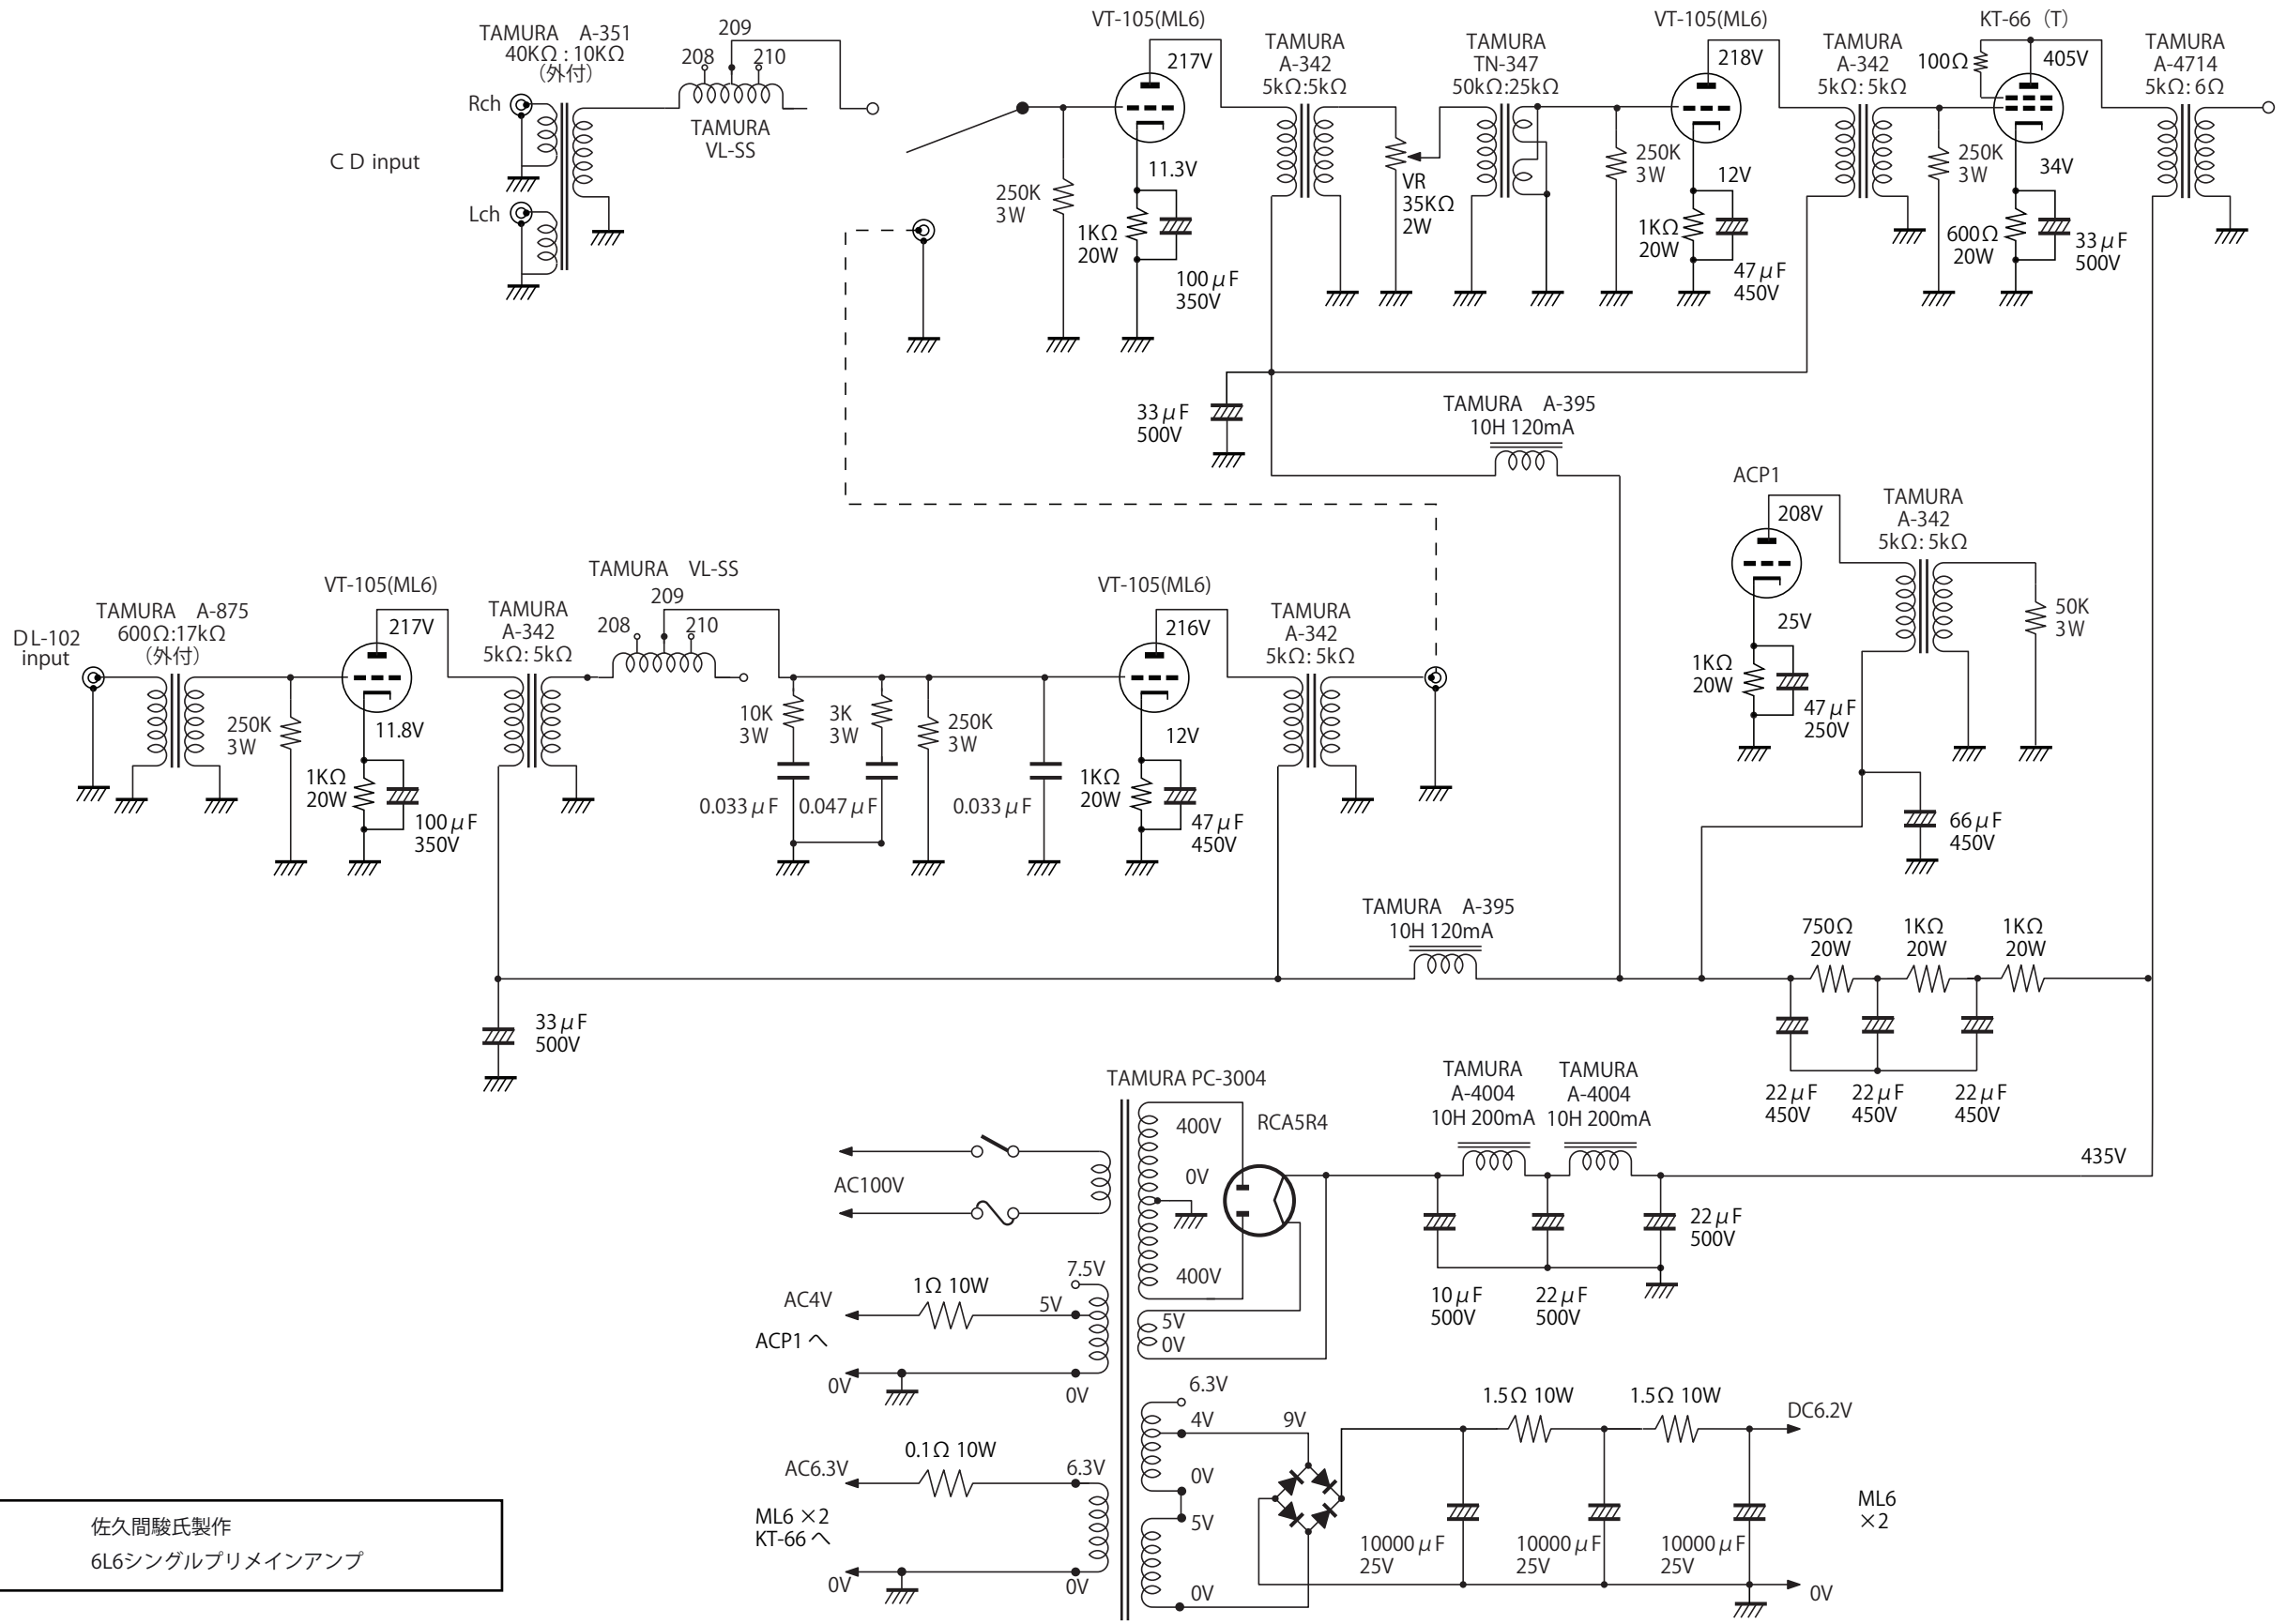 TAMURA A-351
40KΩ : 10KΩ
（外付）
208
209
210
TAMURA
VL-SS
Rch
Lch
ＣＤ input
VT-105(ML6)
217V
11.3V
250K
3W
1KΩ
20W
100μF
350V
TAMURA
A-342
5kΩ:5kΩ
VR
35KΩ
2W
TAMURA
TN-347
50kΩ:25kΩ
VT-105(ML6)
218V
12V
250K
3W
1KΩ
20W
47μF
450V
TAMURA
A-342
5kΩ:5kΩ
KT-66（T）
100Ω
405V
34V
250K
3W
600Ω
20W
33μF
500V
TAMURA
A-4714
5kΩ:6Ω
33μF
500V
TAMURA A-395
10H 120mA
ACP1
208V
25V
1KΩ
20W
47μF
250V
TAMURA
A-342
5kΩ:5kΩ
50K
3W
66μF
450V
DL-102
input
TAMURA A-875
600Ω:17kΩ
（外付）
250K
3W
VT-105(ML6)
217V
11.8V
1KΩ
20W
100μF
350V
TAMURA
A-342
5kΩ:5kΩ
TAMURA VL-SS
208
209
210
10K
3W
3K
3W
250K
3W
0.033μF
0.047μF
0.033μF
VT-105(ML6)
216V
12V
1KΩ
20W
47μF
450V
TAMURA
A-342
5kΩ:5kΩ
TAMURA A-395
10H 120mA
33μF
500V
750Ω
20W
1KΩ
20W
1KΩ
20W
22μF
450V
22μF
450V
22μF
450V
TAMURA PC-3004
400V
0V
400V
RCA5R4
5V
0V
TAMURA
A-4004
10H 200mA
TAMURA
A-4004
10H 200mA
435V
10μF
500V
22μF
500V
22μF
500V
AC100V
7.5V
5V
0V
1Ω 10W
AC4V
ACP1 へ
0V
0.1Ω 10W
6.3V
AC6.3V
ML6 ×2
KT-66 へ
0V
0V
6.3V
4V
0V
5V
0V
9V
1.5Ω 10W
1.5Ω 10W
DC6.2V
10000μF
25V
10000μF
25V
10000μF
25V
ML6
×2
0V
佐久間駿氏製作
6L6シングルプリメインアンプ